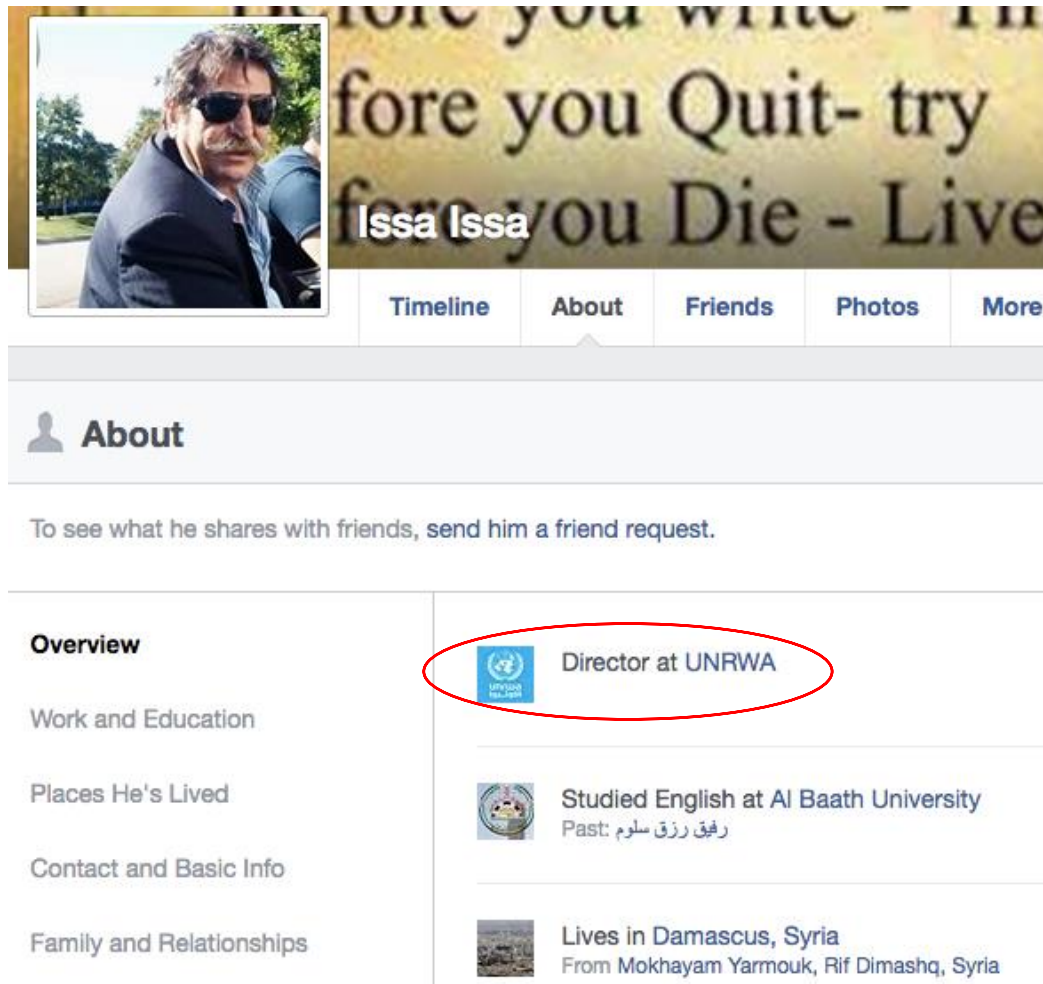 fore you Quit- try
fore you Die - Live
Issa Issa
Timeline
About
Friends
Photos
More
About
To see what he shares with friends, send him a friend request.
Overview
Work and Education
Places He's Lived
Contact and Basic Info
Family and Relationships
unrwa
الأونروا
Director at UNRWA
Studied English at Al Baath University
Past: رفيق رزق سلوم
Lives in Damascus, Syria
From Mokhayam Yarmouk, Rif Dimashq, Syria